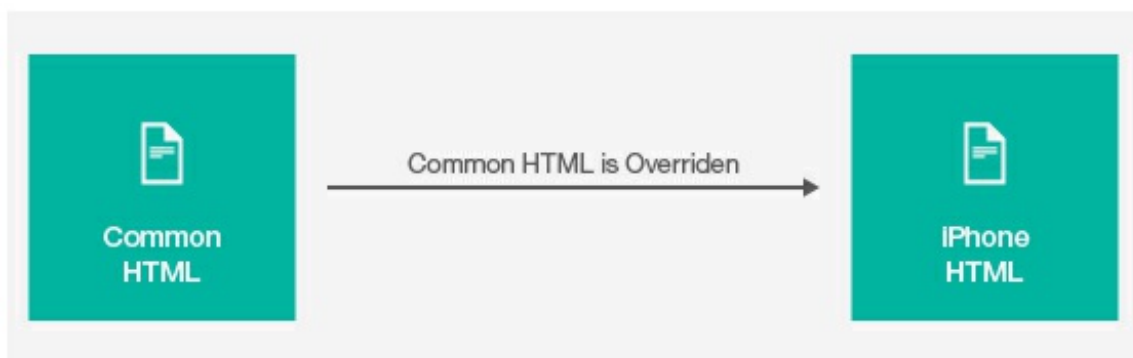 Common HTML is Overriden
Common
HTML
iPhone
HTML